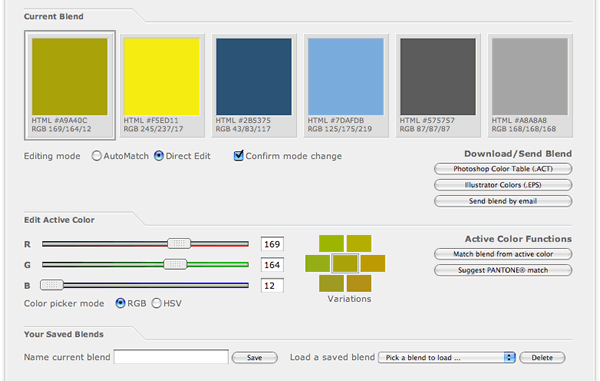 Current Blend
HTML #A9A40C
RGB 169/164/12
HTML #F5ED11
RGB 245/237/17
HTML #2B5375
RGB 43/83/117
HTML #7DAFDB
RGB 125/175/219
HTML #575757
RGB 87/87/87
HTML #A8A8A8
RGB 168/168/168
Editing mode AutoMatch Direct Edit Confirm mode change
Download/Send Blend
Photoshop Color Table (.ACT)
Illustrator Colors (.EPS)
Send blend by email
Edit Active Color
R 169
G 164
B 12
Color picker mode RGB HSV
Variations
Active Color Functions
Match blend from active color
Suggest PANTONE® match
Your Saved Blends
Name current blend Save Load a saved blend Pick a blend to load ... Delete